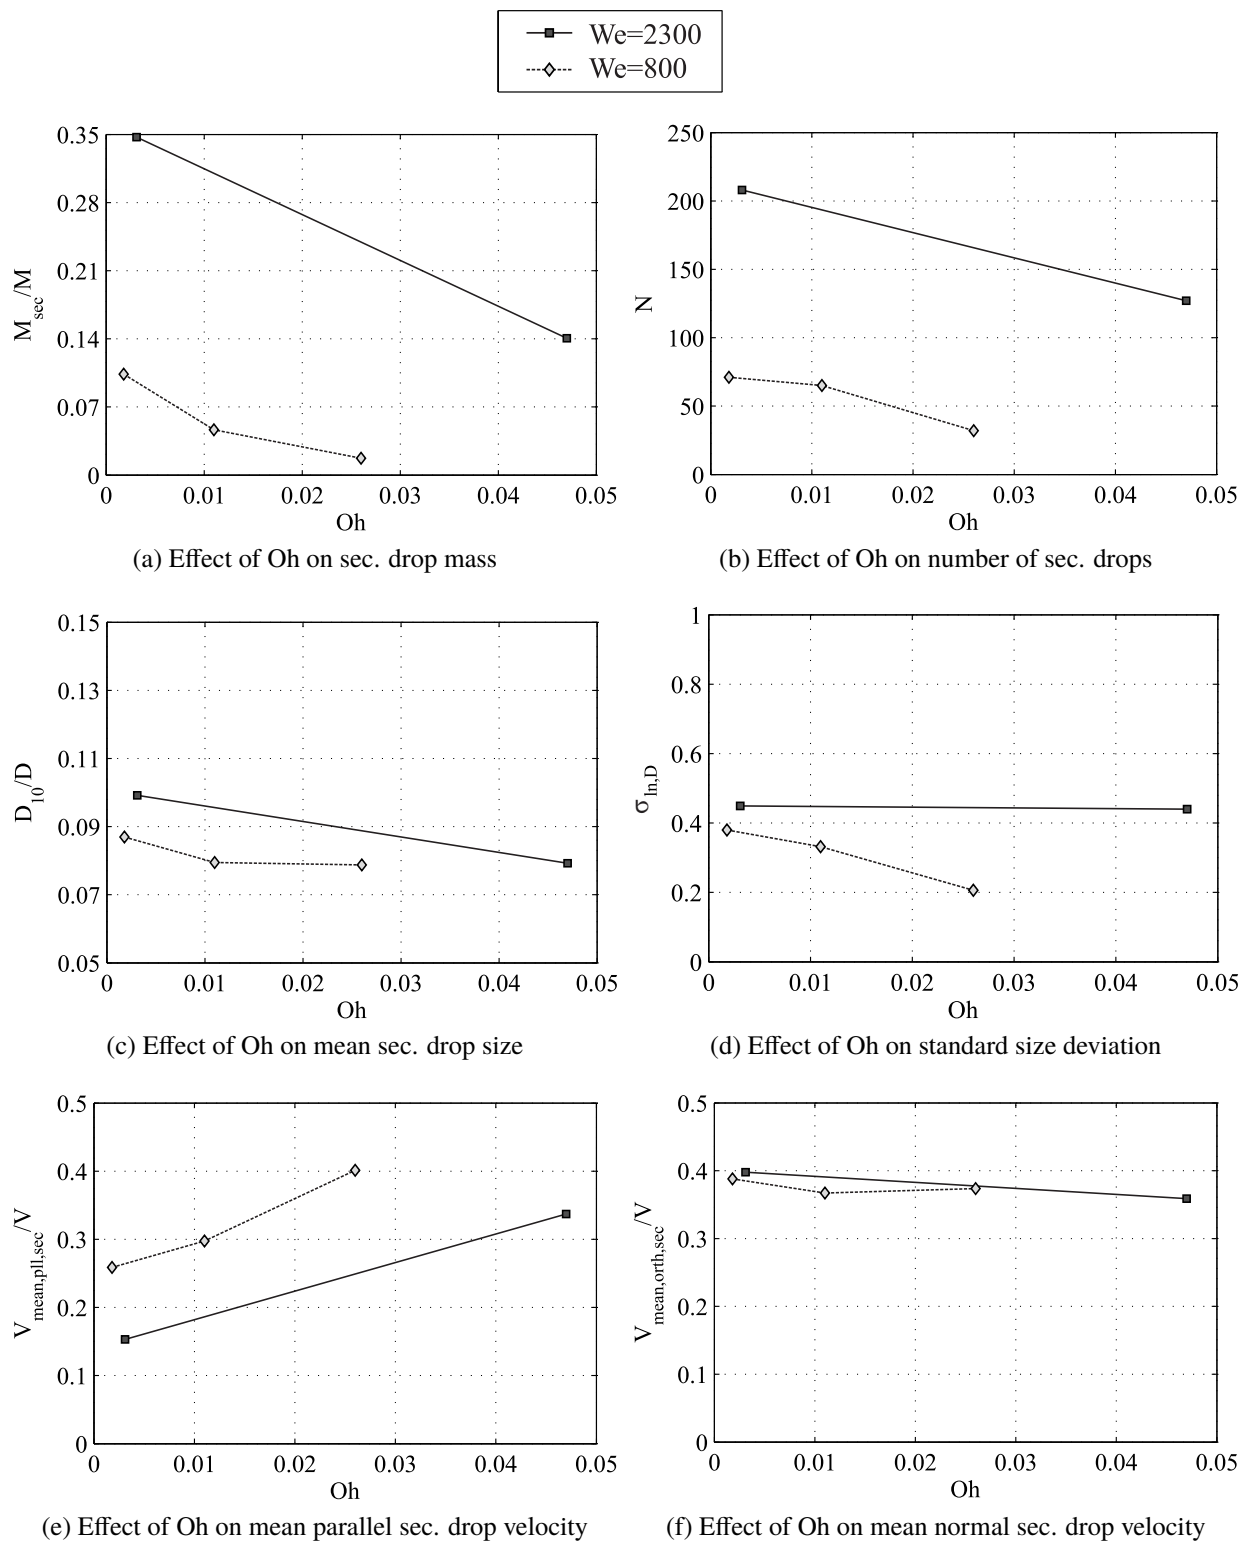 We=2300
We=800
0.35
0.28
0.21
0.14
0.07
0
M_sec/M
0 0.01 0.02 0.03 0.04 0.05
Oh
(a) Effect of Oh on sec. drop mass
250
200
150
100
50
0
N
0 0.01 0.02 0.03 0.04 0.05
Oh
(b) Effect of Oh on number of sec. drops
0.15
0.13
0.11
0.09
0.07
0.05
D_10/D
0 0.01 0.02 0.03 0.04 0.05
Oh
(c) Effect of Oh on mean sec. drop size
1
0.8
0.6
0.4
0.2
0
σ_ln,D
0 0.01 0.02 0.03 0.04 0.05
Oh
(d) Effect of Oh on standard size deviation
0.5
0.4
0.3
0.2
0.1
0
V_mean,pll,sec/V
0 0.01 0.02 0.03 0.04 0.05
Oh
(e) Effect of Oh on mean parallel sec. drop velocity
0.5
0.4
0.3
0.2
0.1
0
V_mean,orth,sec/V
0 0.01 0.02 0.03 0.04 0.05
Oh
(f) Effect of Oh on mean normal sec. drop velocity